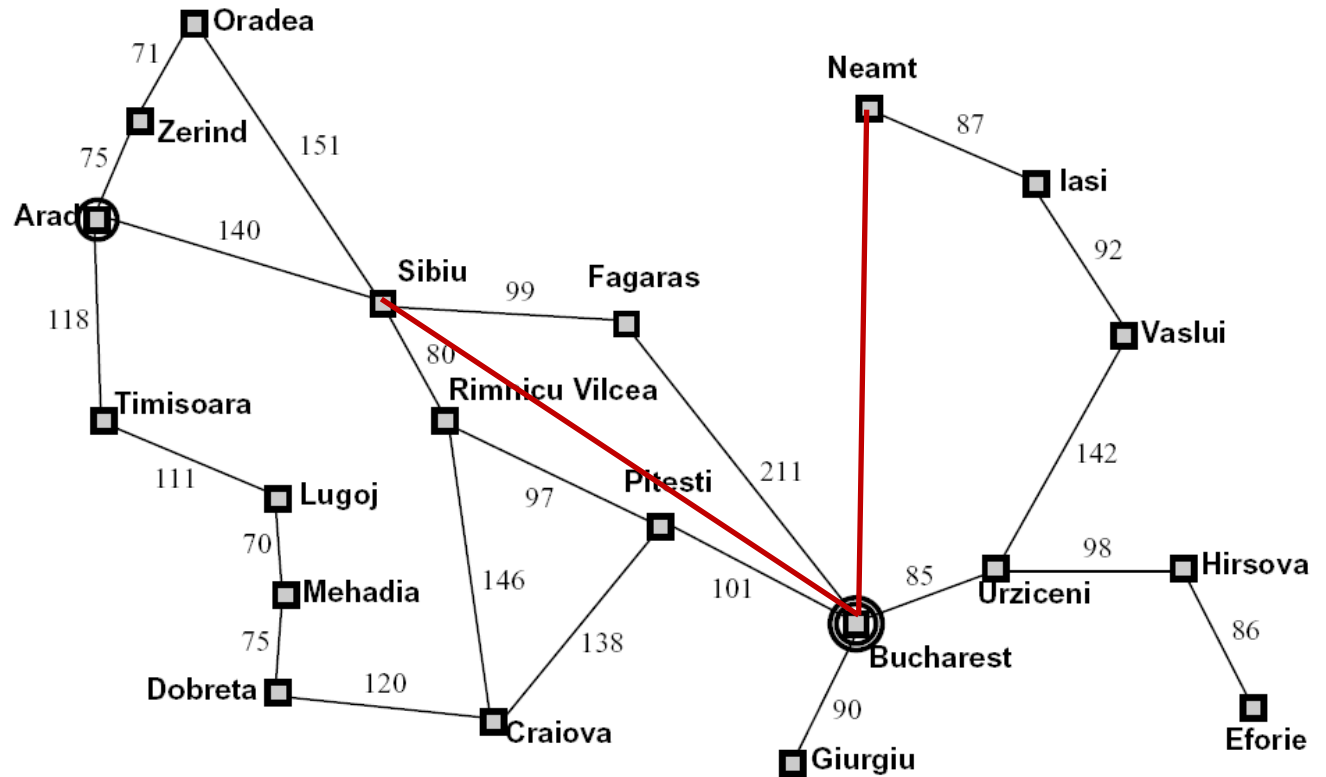 Oradea
71
Neamt
Zerind
87
151
75
Iasi
Arad
140
92
Sibiu
Fagaras
99
118
Vaslui
80
Rimnicu Vilcea
Timisoara
142
211
111
Pitesti
Lugoj
97
70
98
Hirsova
146
101
85
Mehadia
Urziceni
75
138
86
Bucharest
Dobreta
120
90
Craiova
Eforie
Giurgiu